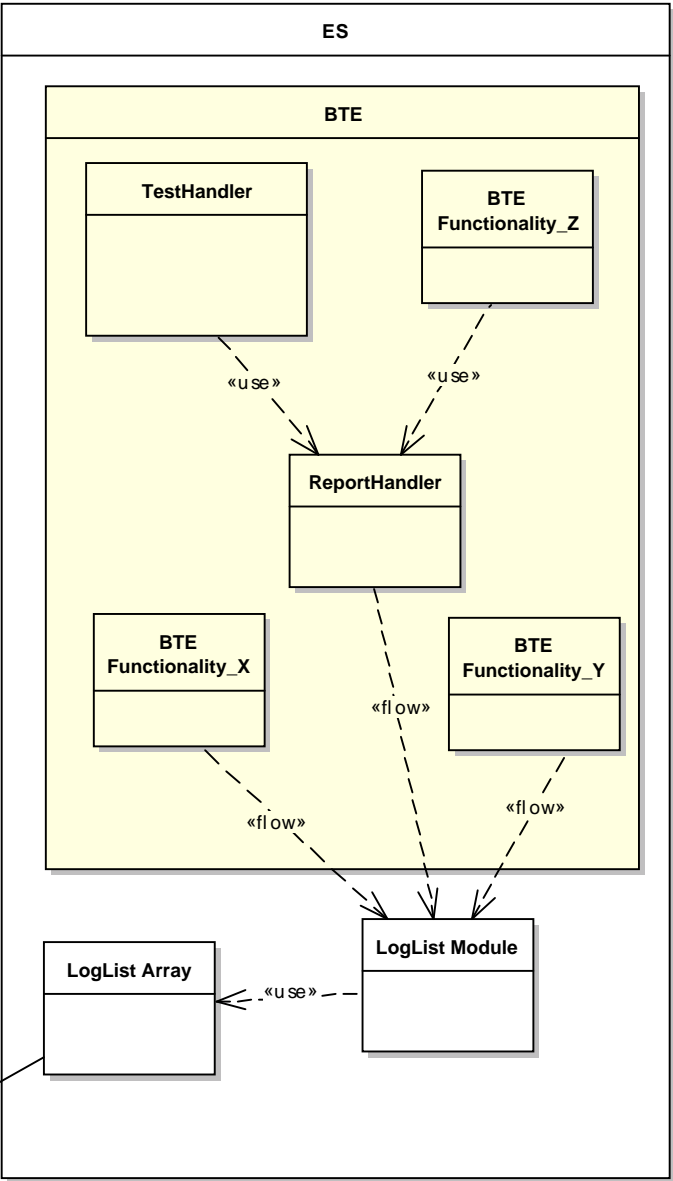 ES
BTE
TestHandler
BTE
Functionality_Z
«use»
«use»
ReportHandler
BTE
Functionality_X
BTE
Functionality_Y
«flow»
«flow»
«flow»
LogList Module
LogList Array
«use»